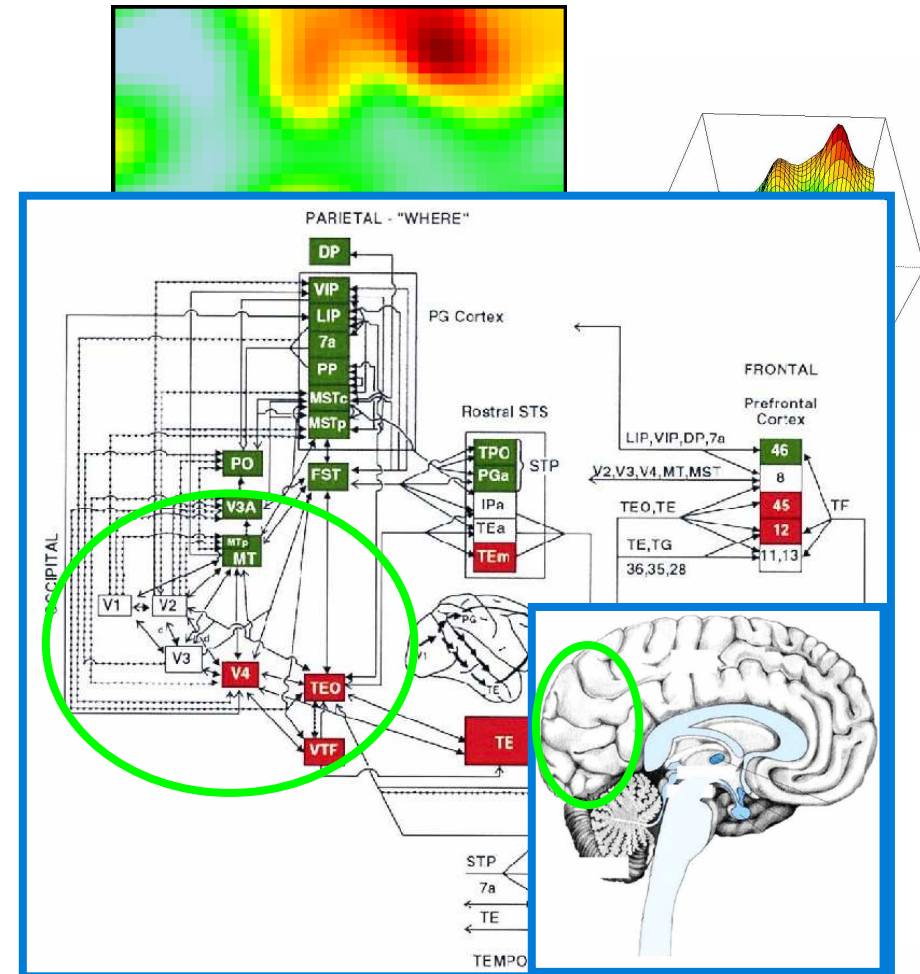 PARIETAL - "WHERE"
DP
VIP
LIP
7a
PP
MSTc
MSTp
PG Cortex
FRONTAL
Prefrontal
Cortex
Rostral STS
LIP,VIP,DP,7a
46
TPO
STP
PGa
V2,V3,V4,MT,MST
8
PO
FST
IPa
TEO,TE
45
TF
V3A
TEa
12
MTp
MT
TEm
TE,TG
11,13
36,35,28
V1
V2
c
d
V3
V4
TEO
PG
V1
TE
VTF
TE
STP
7a
TE